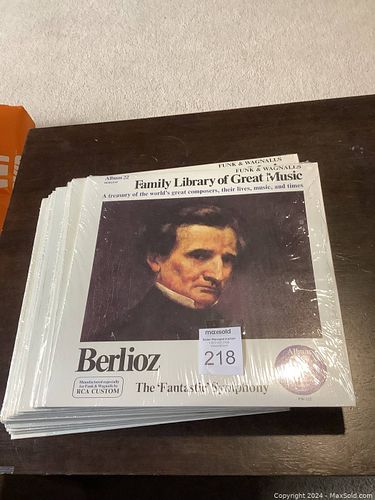 FUNK & WAGNALLS
FUNK & WAGNALLS
Album 22
Family Library of Great Music
A treasury of the world's great composers, their lives, music, and times
maxsold
218
Berlioz
Manufactured especially
for Funk & Wagnalls by
RCA CUSTOM
The 'Fantastic' Symphony
Album
Copyright © 2024 - MaxSold.com